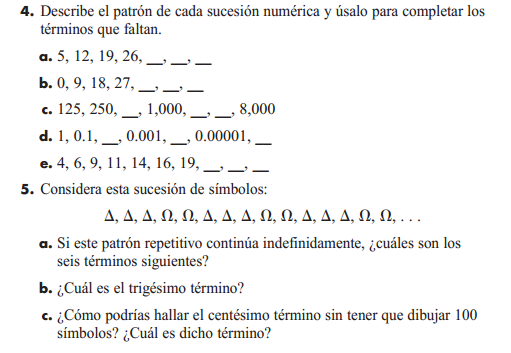 4. Describe el patrón de cada sucesión numérica y úsalo para completar los
términos que faltan.
a. 5, 12, 19, 26, __, __, __
b. 0, 9, 18, 27, __, __, __
c. 125, 250, __, 1,000, __, __, 8,000
d. 1, 0.1, __, 0.001, __, 0.00001, __
e. 4, 6, 9, 11, 14, 16, 19, __, __, __
5. Considera esta sucesión de símbolos:
Δ, Δ, Δ, Ω, Ω, Δ, Δ, Δ, Ω, Ω, Δ, Δ, Δ, Ω, Ω, . . .
a. Si este patrón repetitivo continúa indefinidamente, ¿cuáles son los
seis términos siguientes?
b. ¿Cuál es el trigésimo término?
c. ¿Cómo podrías hallar el centésimo término sin tener que dibujar 100
símbolos? ¿Cuál es dicho término?